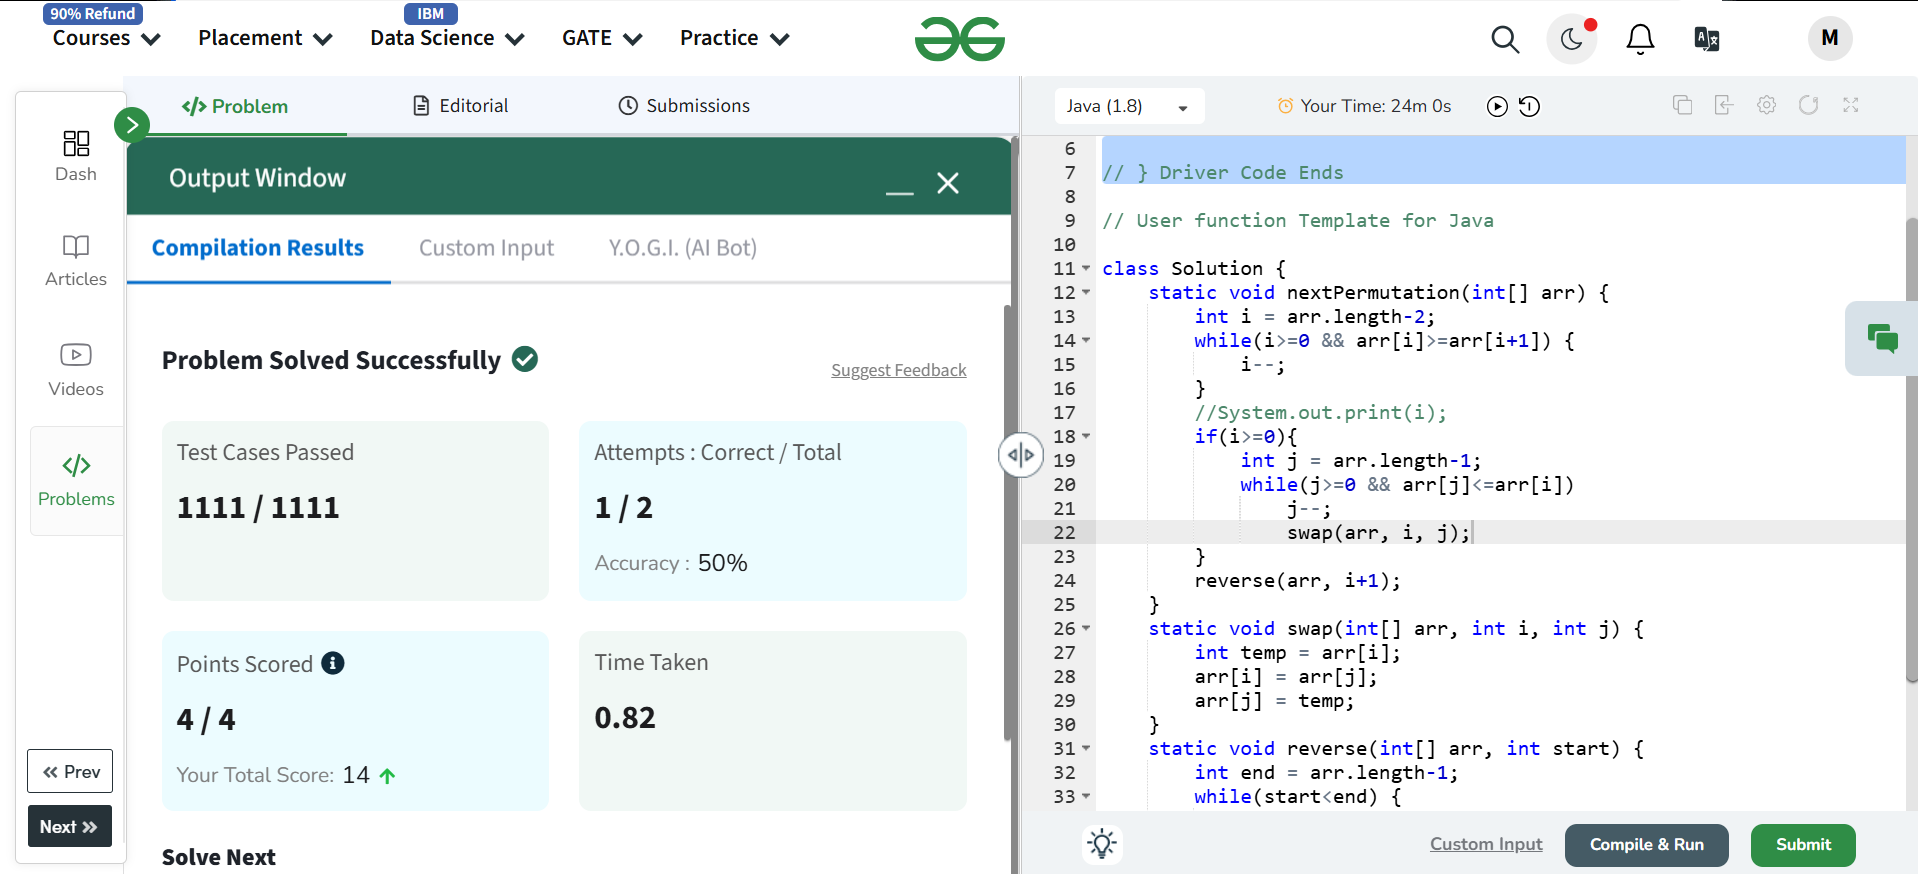 90% Refund
IBM
Courses
Placement
Data Science
GATE
Practice
M
Dash
Articles
Videos
Problems
Prev
Next
Problem
Editorial
Submissions
Output Window
Compilation Results
Custom Input
Y.O.G.I. (AI Bot)
Problem Solved Successfully
Suggest Feedback
Test Cases Passed
1111 / 1111
Attempts : Correct / Total
1 / 2
Accuracy : 50%
Points Scored
4 / 4
Your Total Score: 14
Time Taken
0.82
Solve Next
Java (1.8)
Your Time: 24m 0s
6
7 // } Driver Code Ends
8
9 // User function Template for Java
10
11 class Solution {
12     static void nextPermutation(int[] arr) {
13         int i = arr.length-2;
14         while(i>=0 && arr[i]>=arr[i+1]) {
15             i--;
16         }
17         //System.out.print(i);
18         if(i>=0){
19             int j = arr.length-1;
20             while(j>=0 && arr[j]<=arr[i])
21                 j--;
22                 swap(arr, i, j);
23         }
24         reverse(arr, i+1);
25     }
26     static void swap(int[] arr, int i, int j) {
27         int temp = arr[i];
28         arr[i] = arr[j];
29         arr[j] = temp;
30     }
31     static void reverse(int[] arr, int start) {
32         int end = arr.length-1;
33         while(start<end) {
Custom Input
Compile & Run
Submit